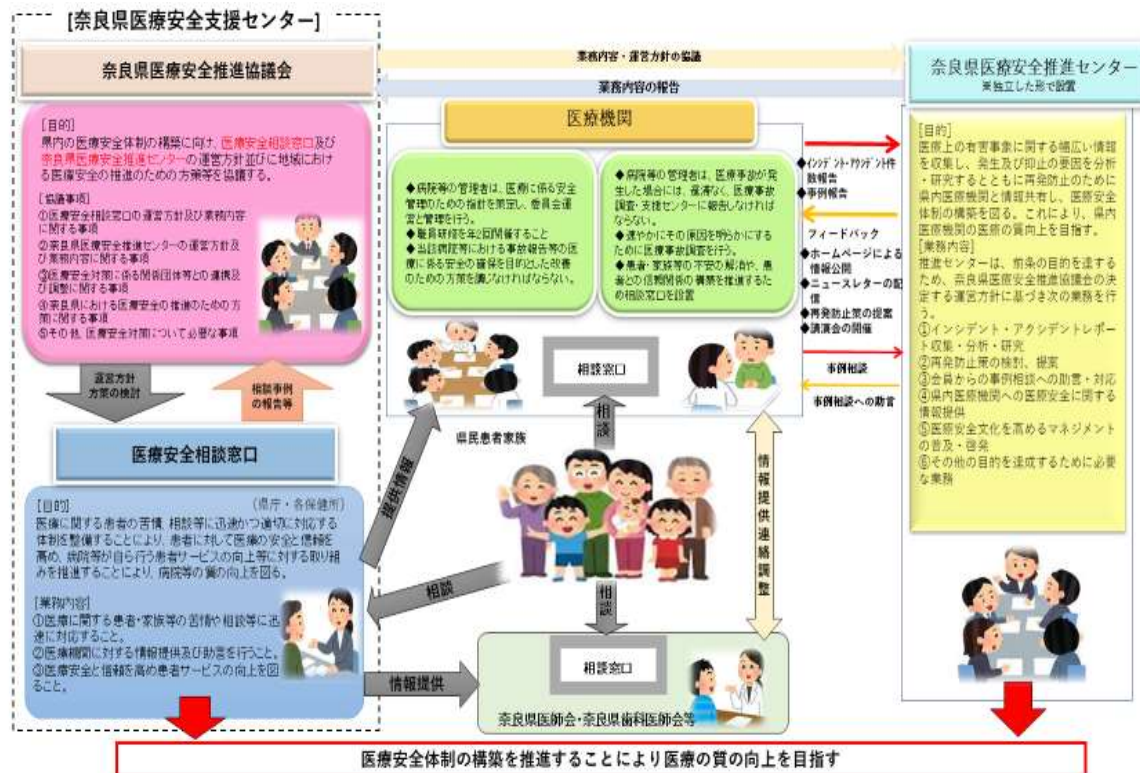 [奈良県医療安全支援センター]
奈良県医療安全推進協議会
[目的]
県内の医療安全体制の構築に向け、医療安全相談窓口及び
奈良県医療安全推進センターの運営方針並びに地域におけ
る医療安全の推進のための方策等を協議する。
[協議事項]
①医療安全相談窓口の運営方針及び業務内容
に関する事項
②奈良県医療安全推進センターの運営方針及
び業務内容に関する事項
③医療安全対策に係る関係団体等との連携及
び調整に関する事項
④奈良県における医療安全の推進のための方
策に関する事項
⑤その他、医療安全対策について必要な事項
運営方針
方策の検討
相談事例
の報告等
医療安全相談窓口
[目的]
(県庁・各保健所)
医療に関する患者の苦情、相談等に迅速かつ適切に対応する
体制を整備することにより、患者に対して医療の安全と信頼を
高め、病院等が自ら行う患者サービスの向上等に対する取り組
みを推進することにより、病院等の質の向上を図る。
[業務内容]
①医療に関する患者・家族等の苦情や相談等に迅
速に対応すること。
②医療機関に対する情報提供及び助言を行うこと。
③医療安全と信頼を高め患者サービスの向上を図
ること。
業務内容・運営方針の協議
業務内容の報告
医療機関
◆病院等の管理者は、医療に係る安全
管理のための指針を策定し、委員会運
営と管理を行う。
◆職員研修を年2回開催すること
◆当該病院等における事故報告等の医
療に係る安全の確保を目的とした改善
のための方策を講じなければならない。
◆病院等の管理者は、医療事故が発
生した場合には、遅滞なく、医療事故
調査・支援センターに報告しなければ
ならない。
◆速やかにその原因を明らかにする
ために医療事故調査を行う。
◆患者・家族等の不安の解消や、患
者との信頼関係の構築を推進するた
め相談窓口を設置
相談窓口
相談
県民患者家族
提供情報
相談
相談
情報提供
情報提供連絡調整
相談窓口
奈良県医師会・奈良県歯科医師会等
◆インシデント・アクシデント件
数報告
◆事例報告
フィードバック
◆ホームページによる
情報公開
◆ニュースレターの配
信
◆再発防止策の提案
◆講演会の開催
事例相談
事例相談への助言
奈良県医療安全推進センター
※独立した形で設置
[目的]
医療上の有害事象に関する幅広い情報
を収集し、発生及び抑止の要因を分析
・研究するとともに再発防止のために
県内医療機関と情報共有し、医療安全
体制の構築を図る。これにより、県内
医療機関の医療の質向上を目指す。
[業務内容]
推進センターは、前条の目的を達する
ため、奈良県医療安全推進協議会の決
定する運営方針に基づき次の業務を行
う。
①インシデント・アクシデントレポー
ト収集・分析・研究
②再発防止策の検討、提案
③会員からの事例相談への助言・対応
④県内医療機関への医療安全に関する
情報提供
⑤医療安全文化を高めるマネジメント
の普及・啓発
⑥その他の目的を達成するために必要
な業務
医療安全体制の構築を推進することにより医療の質の向上を目指す